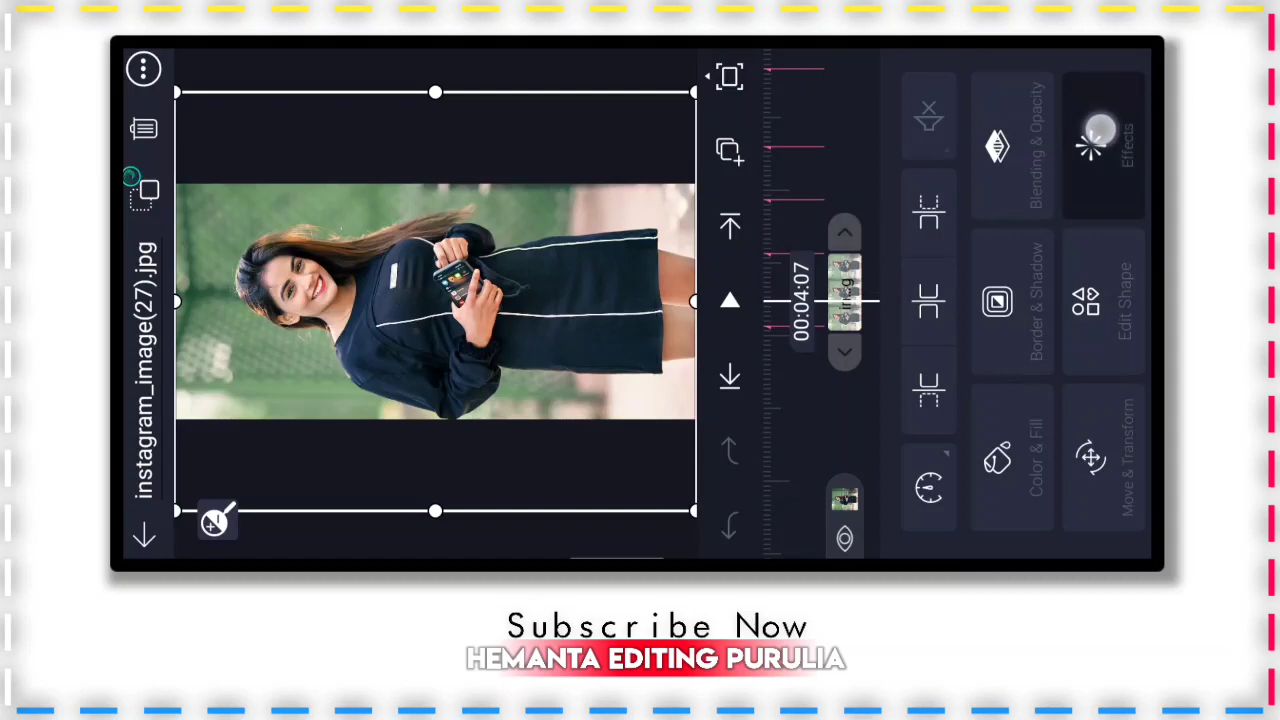 instagram_image(27).jpg
00:04:07
Effects
Edit Shape
Move & Transform
Blending & Opacity
Border & Shadow
Color & Fill
Subscribe Now
HEMANTA EDITING PURULIA